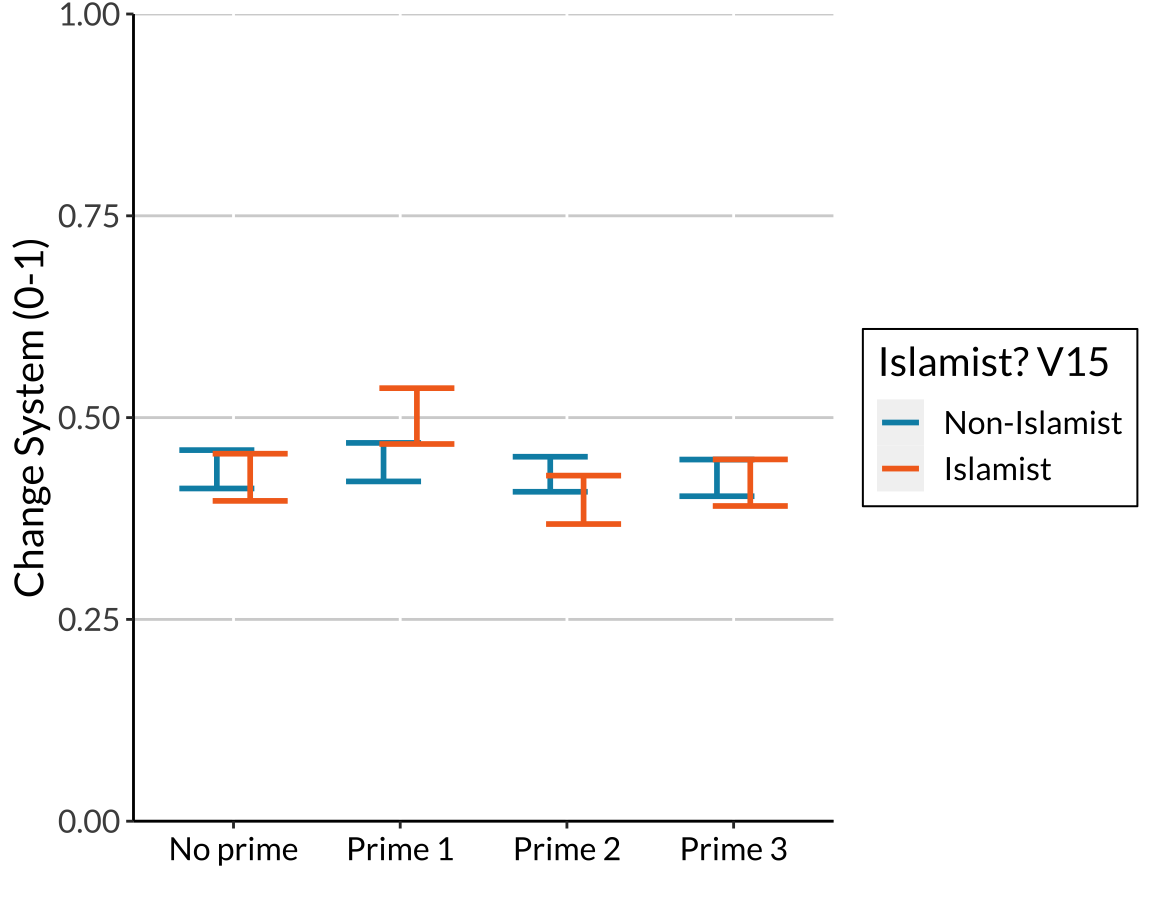 Change System (0-1)
1.00
0.75
0.50
0.25
0.00
No prime
Prime 1
Prime 2
Prime 3
Islamist? V15
Non-Islamist
Islamist